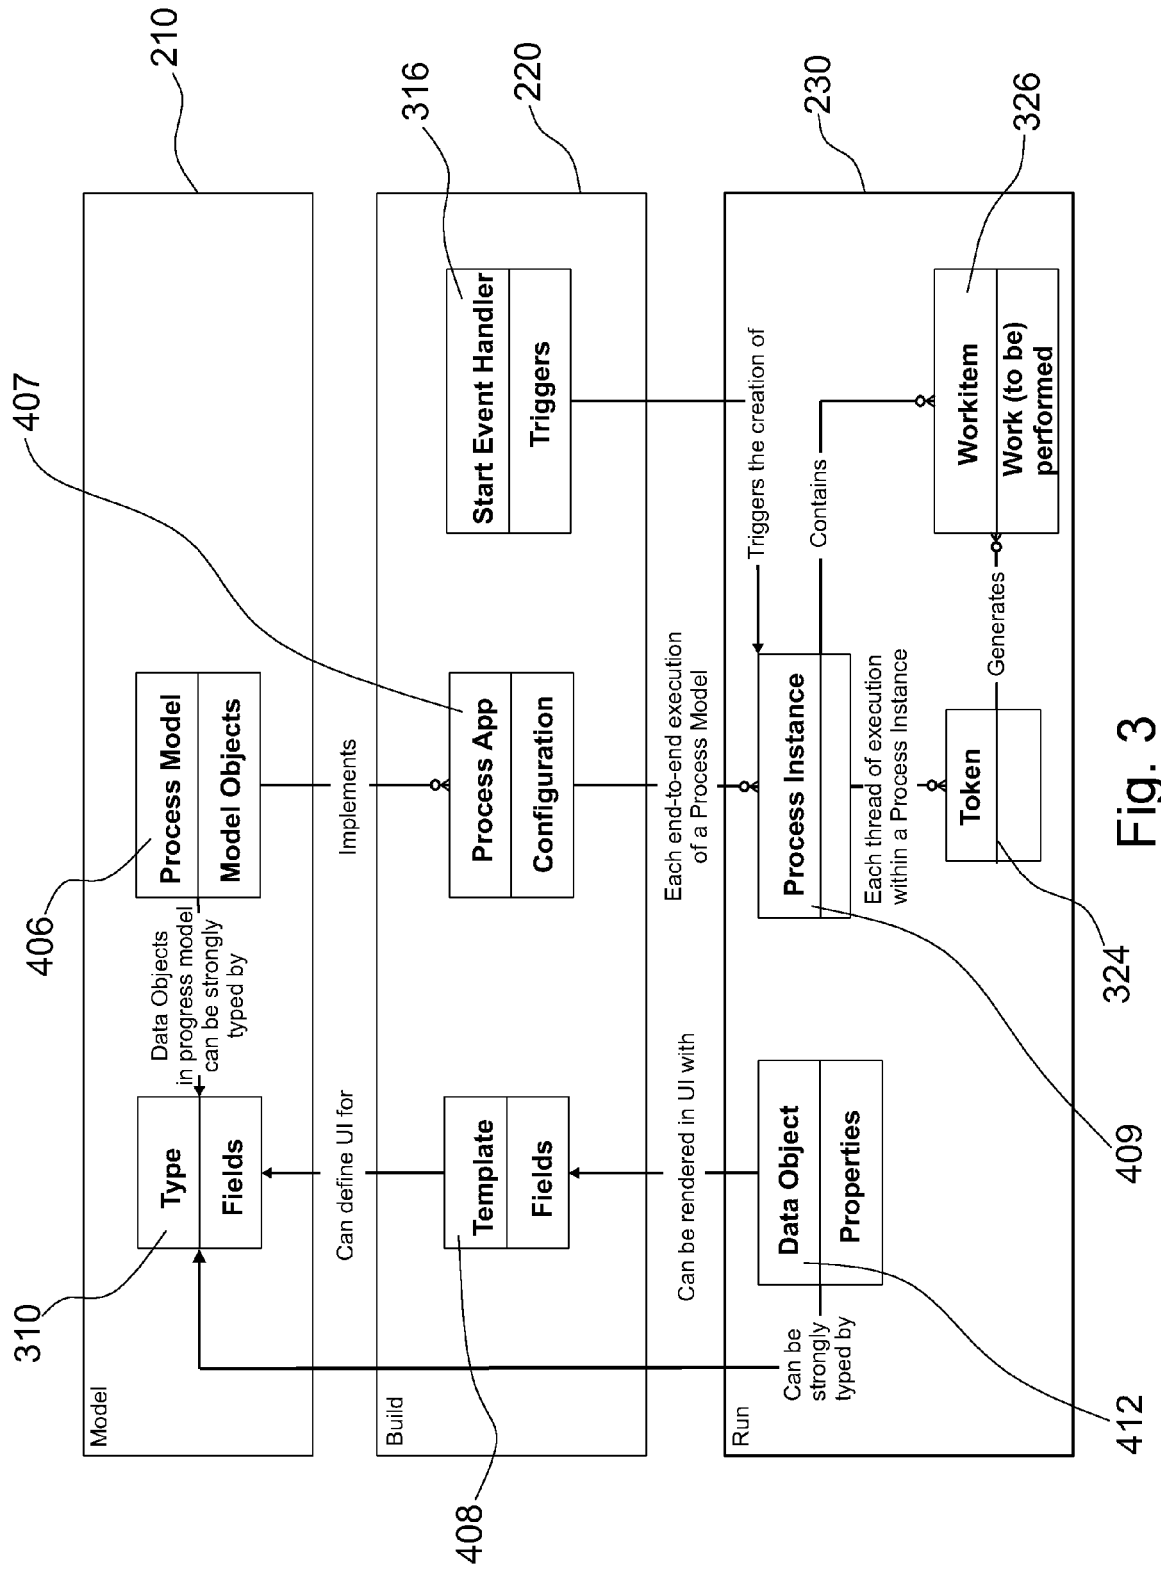 210
Model
310
Type
Fields
Data Objects
in progress model
can be strongly
typed by
406
Process Model
Model Objects
407
Can define UI for
Implements
220
Build
408
Template
Fields
Process App
Configuration
316
Start Event Handler
Triggers
Can be rendered in UI with
Each end-to-end execution
of a Process Model
230
Run
Can be
strongly
typed by
412
Data Object
Properties
409
Process Instance
Triggers the creation of
Contains
Each thread of execution
within a Process Instance
324
Token
Generates
326
Workitem
Work (to be)
performed
Fig. 3